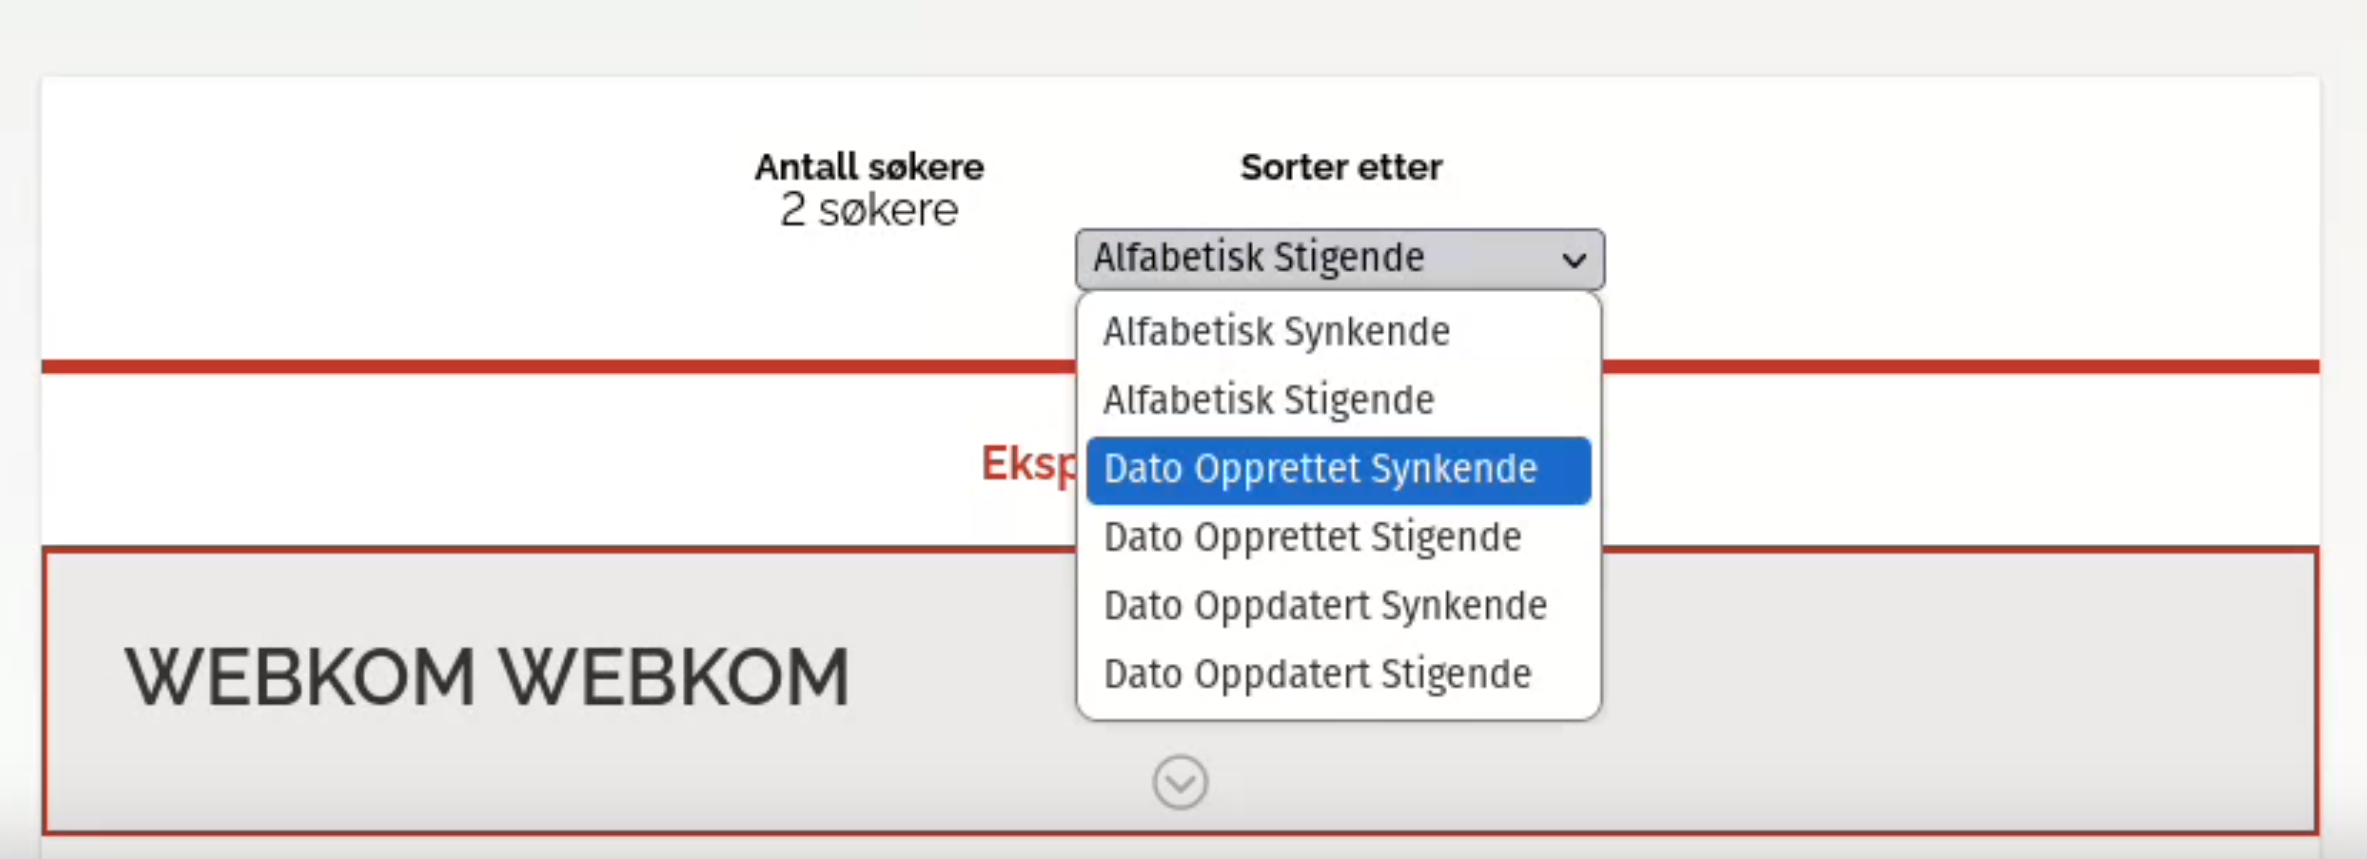 Antall søkere
2 søkere
Sorter etter
Alfabetisk Stigende
Alfabetisk Synkende
Alfabetisk Stigende
Dato Opprettet Synkende
Dato Opprettet Stigende
Dato Oppdatert Synkende
Dato Oppdatert Stigende
Eksp
WEBKOM WEBKOM